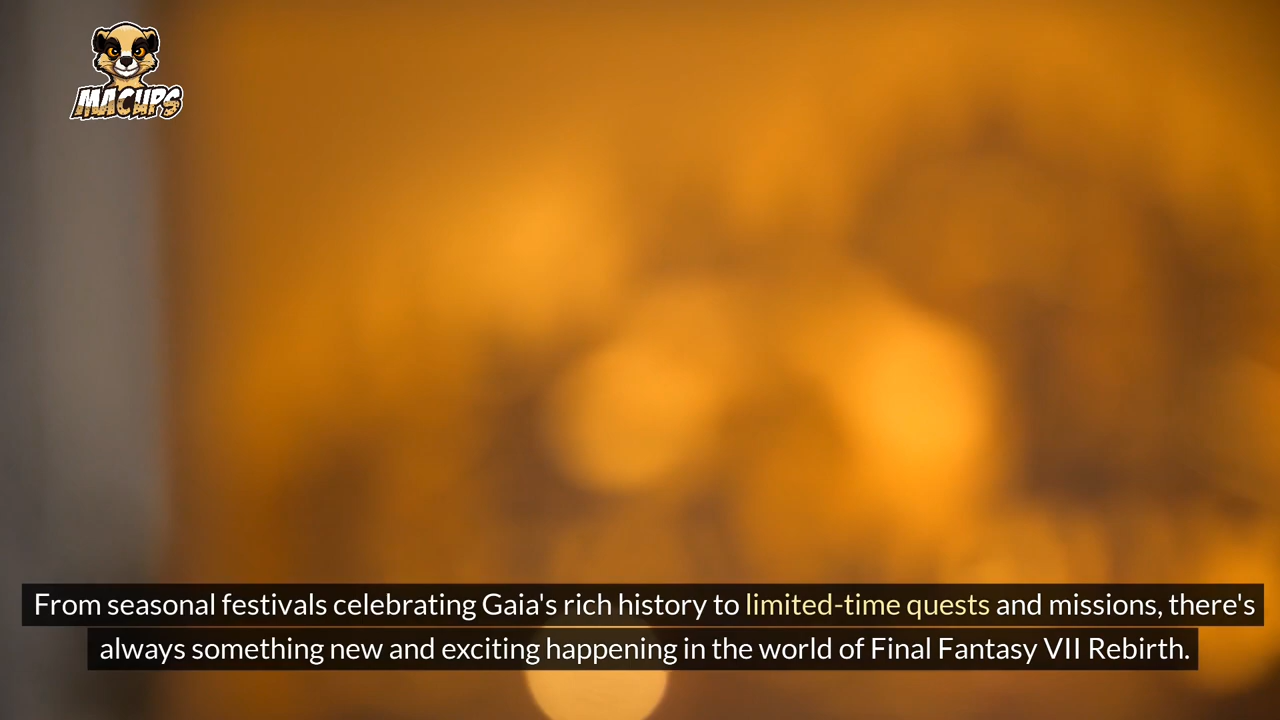 MACUPS
From seasonal festivals celebrating Gaia's rich history to limited-time quests and missions, there's
always something new and exciting happening in the world of Final Fantasy VII Rebirth.